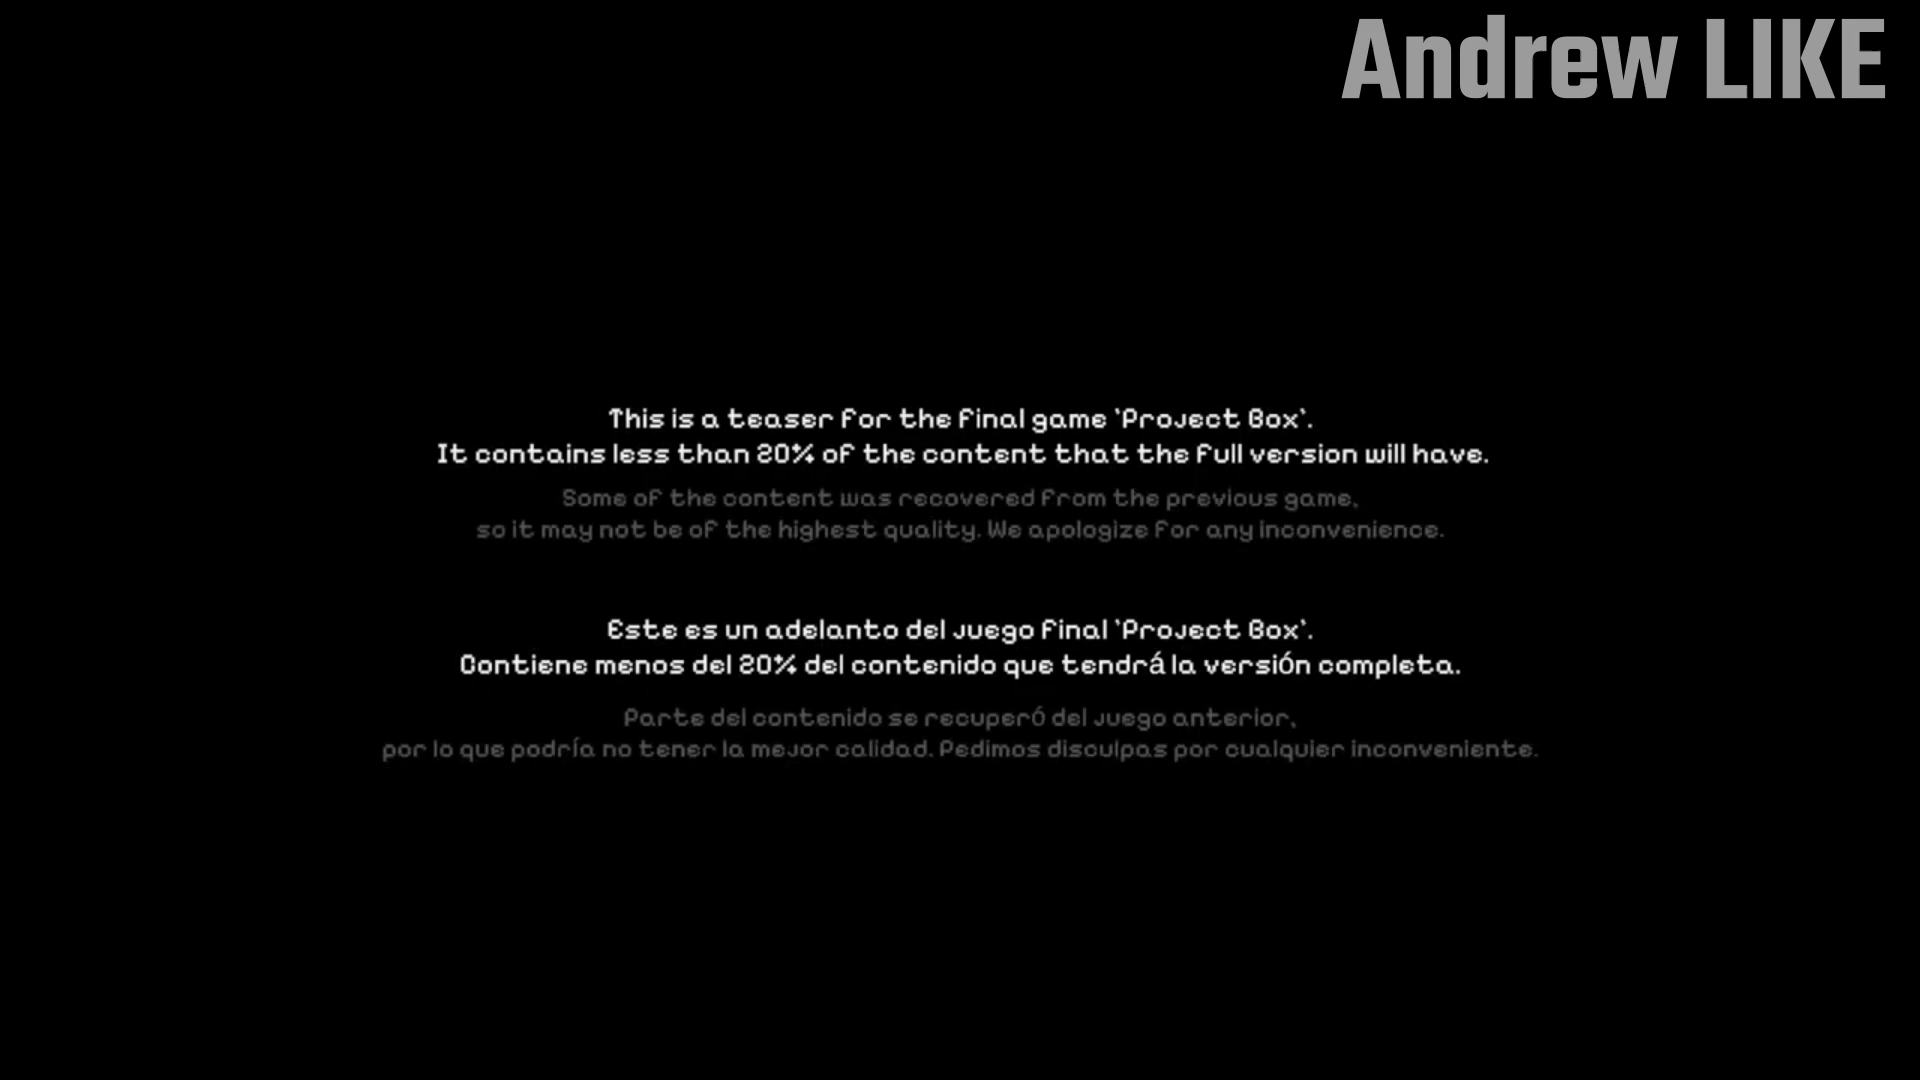 Andrew LIKE
This is a teaser for the final game 'Project Box'.
It contains less than 20% of the content that the full version will have.
Some of the content was recovered from the previous game,
so it may not be of the highest quality. We apologize for any inconvenience.
Este es un adelanto del juego final 'Project Box'.
Contiene menos del 20% del contenido que tendrá la versión completa.
Parte del contenido se recuperó del juego anterior,
por lo que podría no tener la mejor calidad. Pedimos disculpas por cualquier inconveniente.